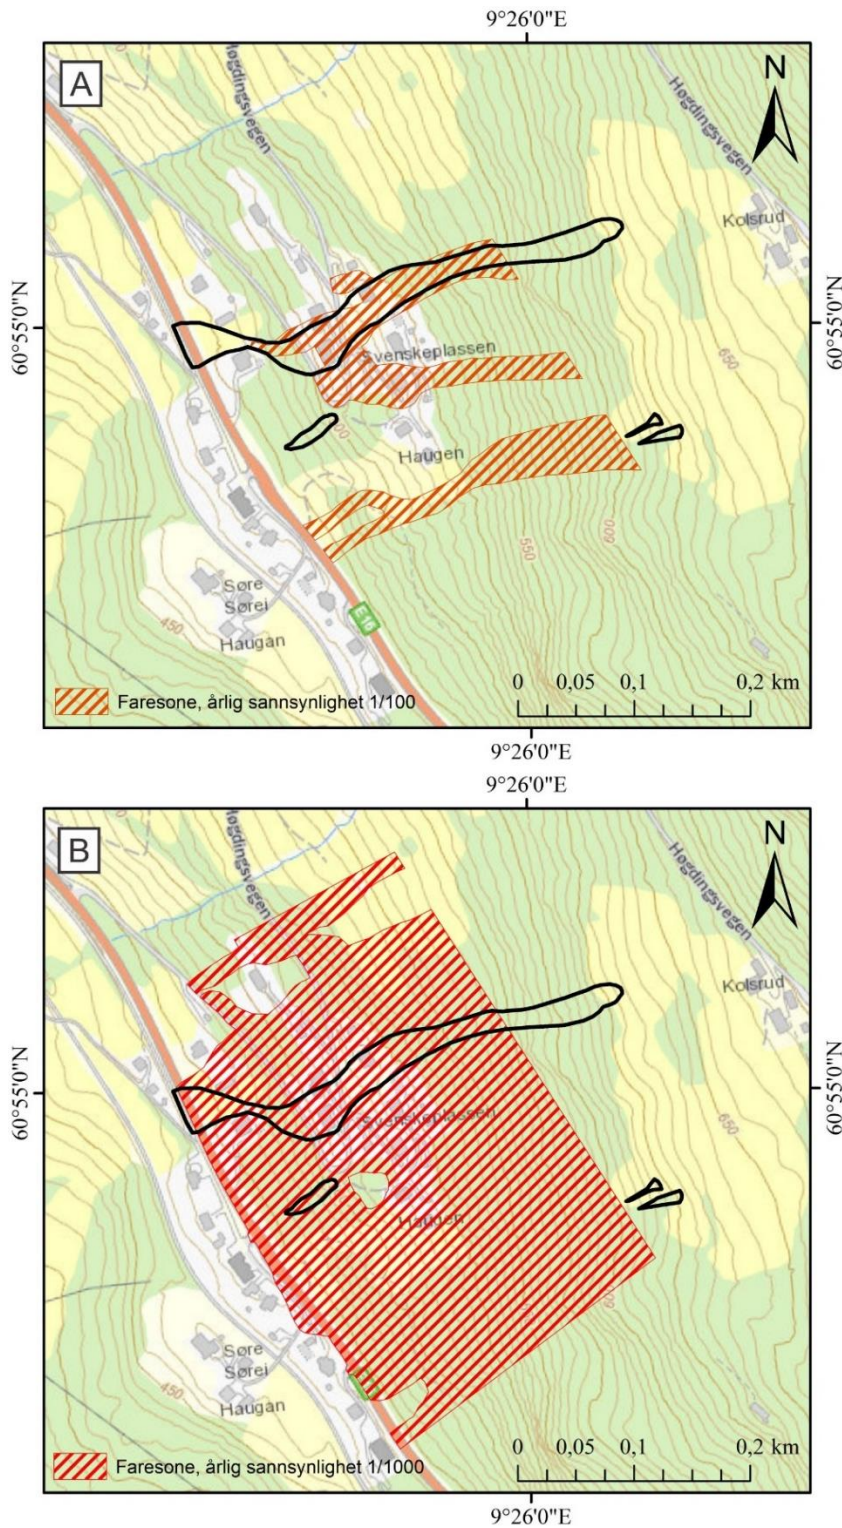 9°26'0"E
A
Høgdingsvegen
Høgdingsvegen
N
Kolsrud
60°55'0"N
60°55'0"N
Svenskeplassen
650
Haugen
600
550
Søre
Sørei
450
Haugan
E16
0 0,05 0,1 0,2 km
Faresone, årlig sannsynlighet 1/100
9°26'0"E
9°26'0"E
B
Høgdingsvegen
Høgdingsvegen
N
Kolsrud
60°55'0"N
60°55'0"N
Svenskeplassen
650
Haugen
600
Søre
Sørei
450
Haugan
0 0,05 0,1 0,2 km
Faresone, årlig sannsynlighet 1/1000
9°26'0"E